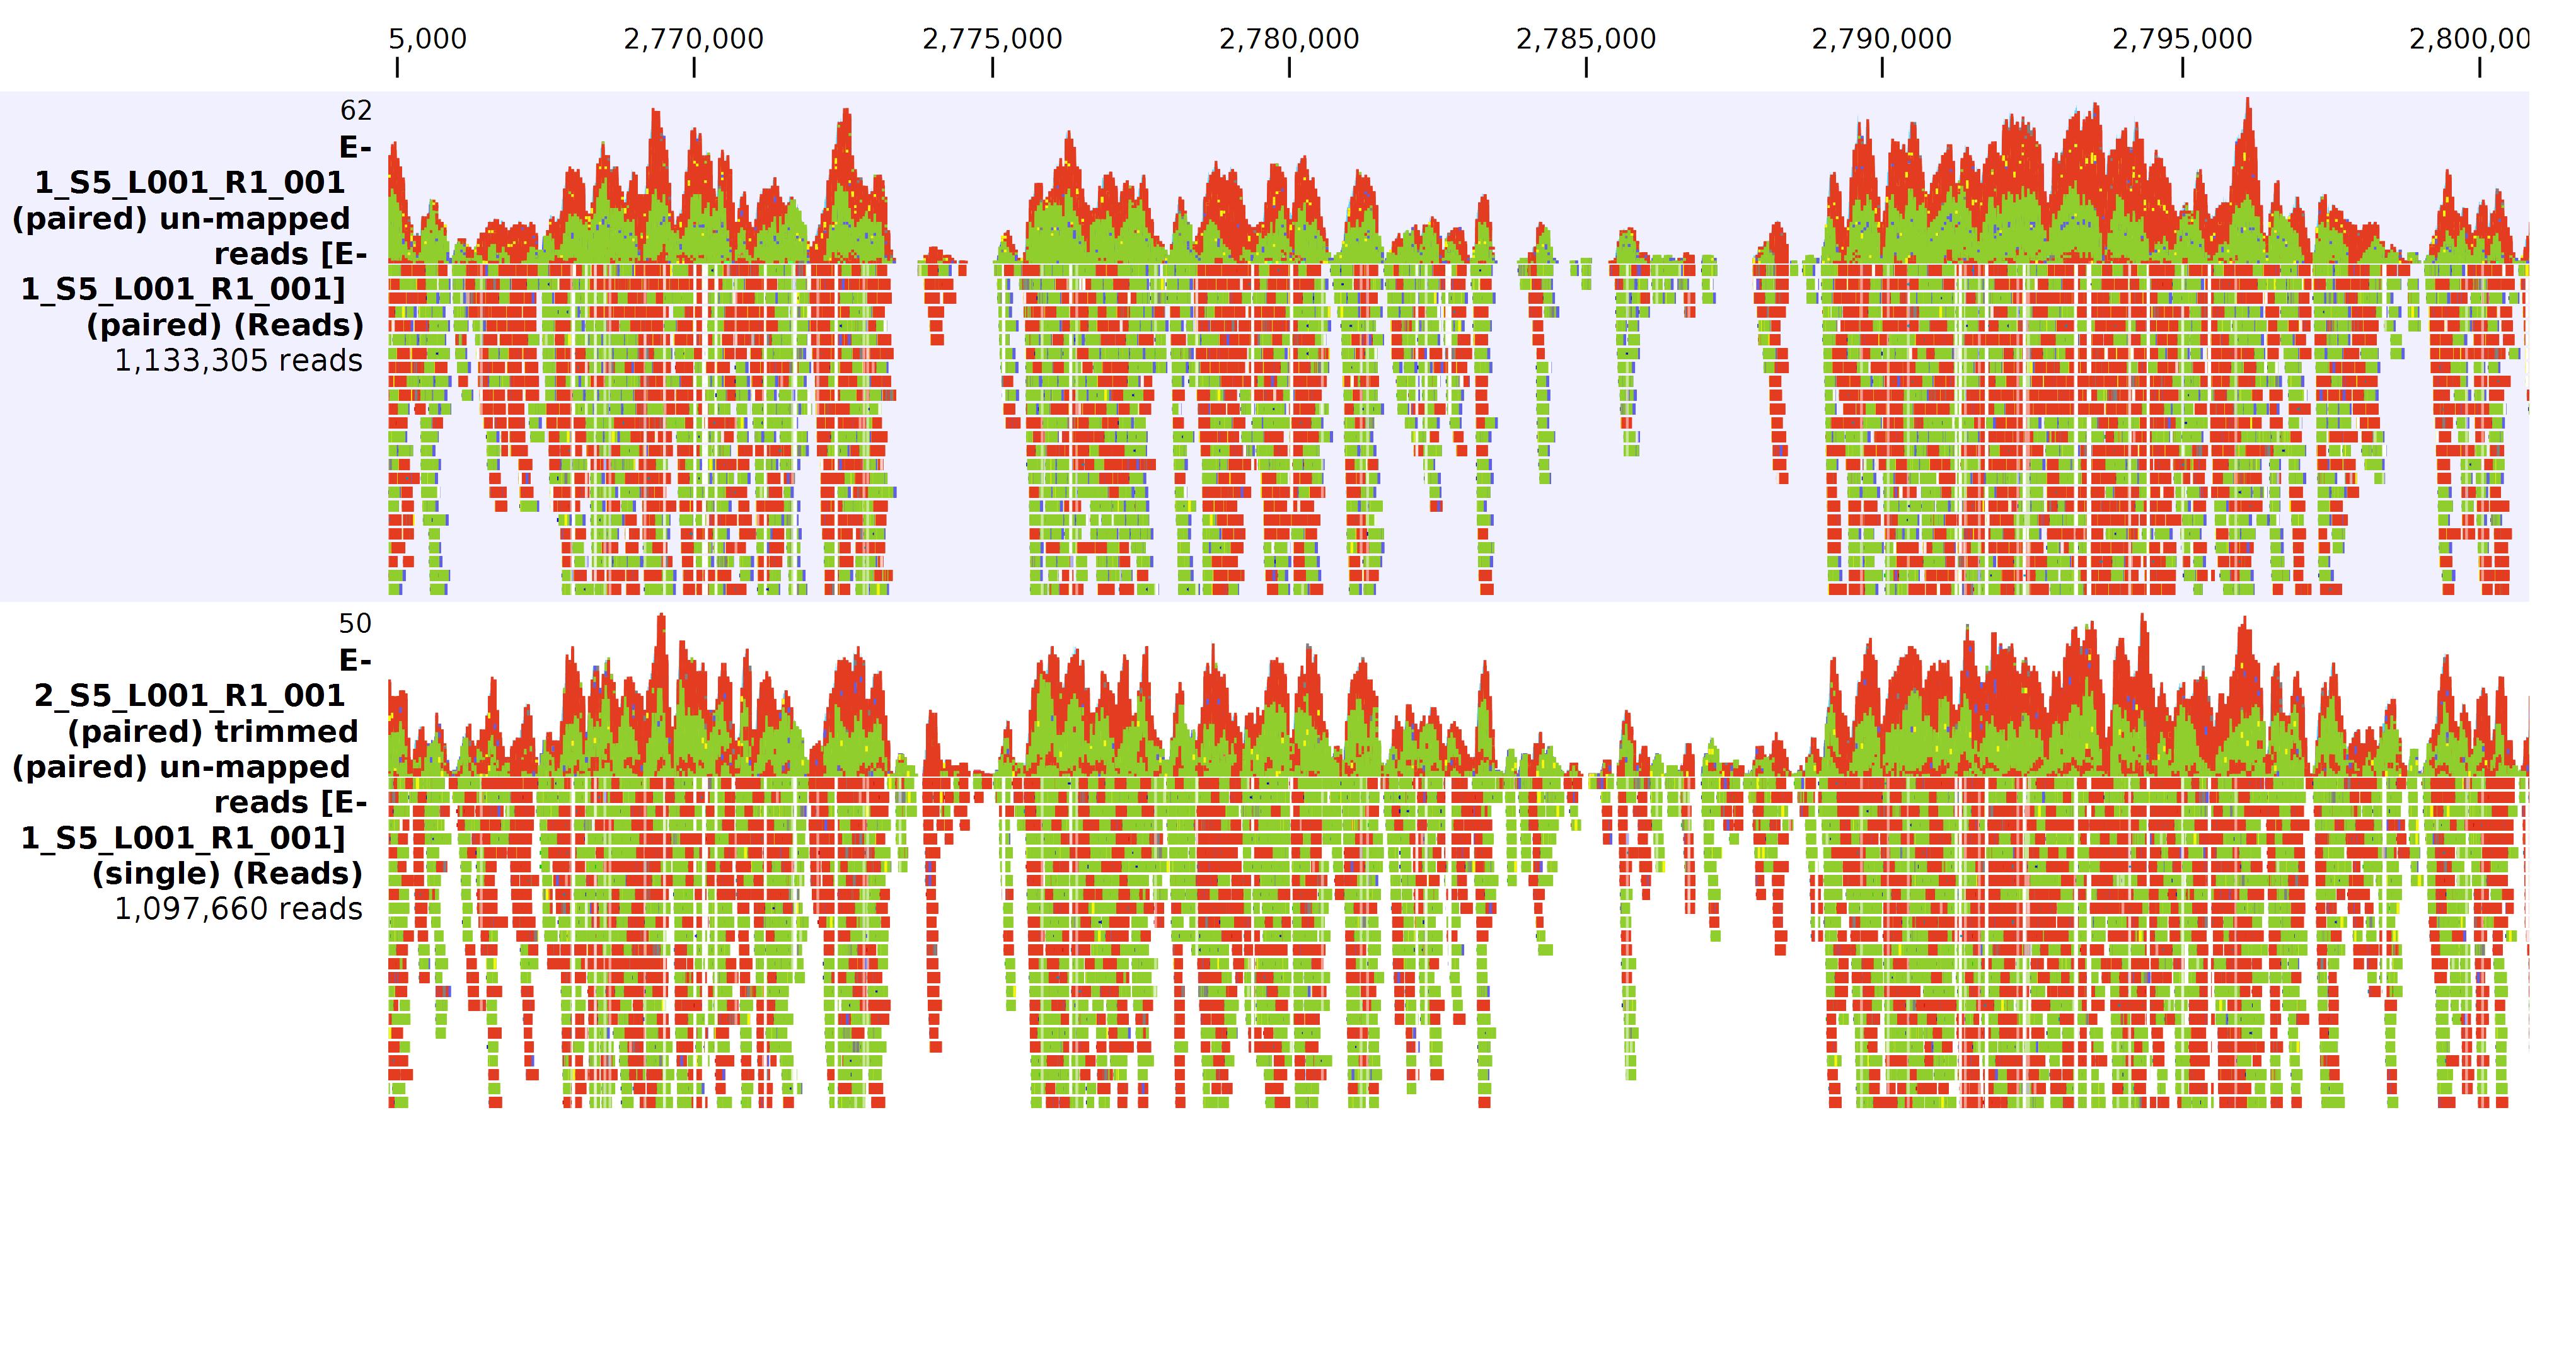 5,000 2,770,000 2,775,000 2,780,000 2,785,000 2,790,000 2,795,000 2,800,00
62
E-
1_S5_L001_R1_001
(paired) un-mapped
reads [E-
1_S5_L001_R1_001]
(paired) (Reads)
1,133,305 reads
50
E-
2_S5_L001_R1_001
(paired) trimmed
(paired) un-mapped
reads [E-
1_S5_L001_R1_001]
(single) (Reads)
1,097,660 reads